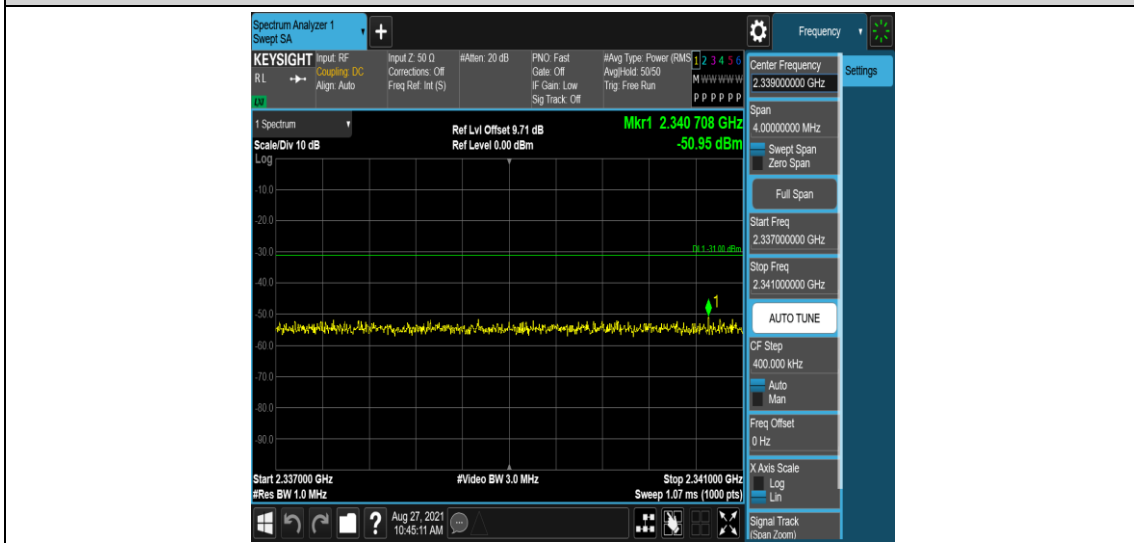 Spectrum Analyzer 1
Swept SA
+
Frequency
KEYSIGHT
RL
LXI
Input: RF
Coupling: DC
Align: Auto
Input Z: 50 Ω
Corrections: Off
Freq Ref: Int (S)
#Atten: 20 dB
PNO: Fast
Gate: Off
IF Gain: Low
Sig Track: Off
#Avg Type: Power (RMS
Avg|Hold: 50/50
Trig: Free Run
1 2 3 4 5 6
M W W W W W
P P P P P P
1 Spectrum
Scale/Div 10 dB
Ref Lvl Offset 9.71 dB
Ref Level 0.00 dBm
Mkr1 2.340 708 GHz
-50.95 dBm
Log
-10.0
-20.0
-30.0
DL1 -31.00 dBm
-40.0
1
-50.0
-60.0
-70.0
-80.0
-90.0
Start 2.337000 GHz
#Res BW 1.0 MHz
#Video BW 3.0 MHz
Stop 2.341000 GHz
Sweep 1.07 ms (1000 pts)
Center Frequency
2.339000000 GHz
Settings
Span
4.00000000 MHz
Swept Span
Zero Span
Full Span
Start Freq
2.337000000 GHz
Stop Freq
2.341000000 GHz
AUTO TUNE
CF Step
400.000 kHz
Auto
Man
Freq Offset
0 Hz
X Axis Scale
Log
Lin
Signal Track
(Span Zoom)
?
Aug 27, 2021
10:45:11 AM